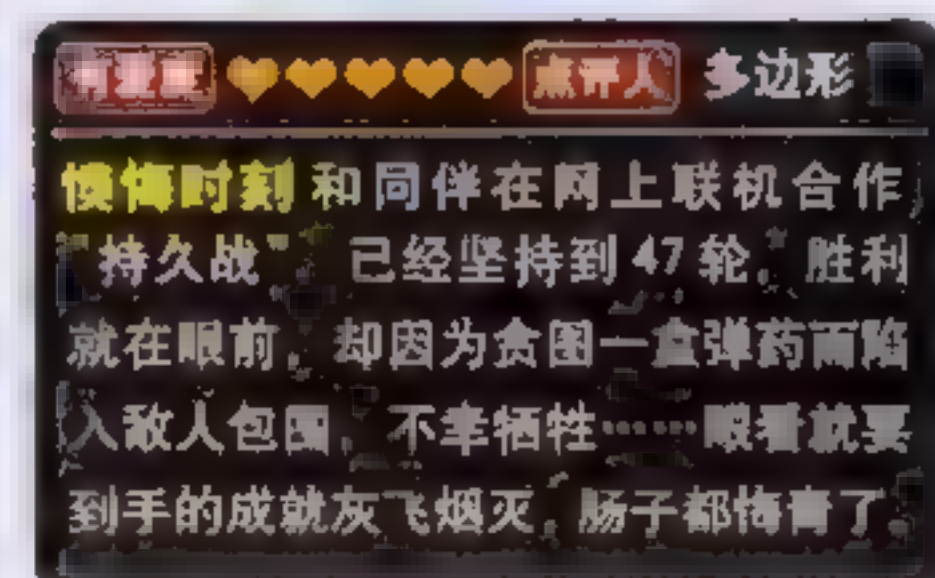 ♥♥♥♥♥ 点评人 多边形
懊悔时刻 和同伴在网上联机合作,
"持久战",已经坚持到47轮。胜利
就在眼前。却因为贪图一盒弹药而陷
入敌人包围,不幸牺牲……眼看就要
到手的成就灰飞烟灭。肠子都悔青了。